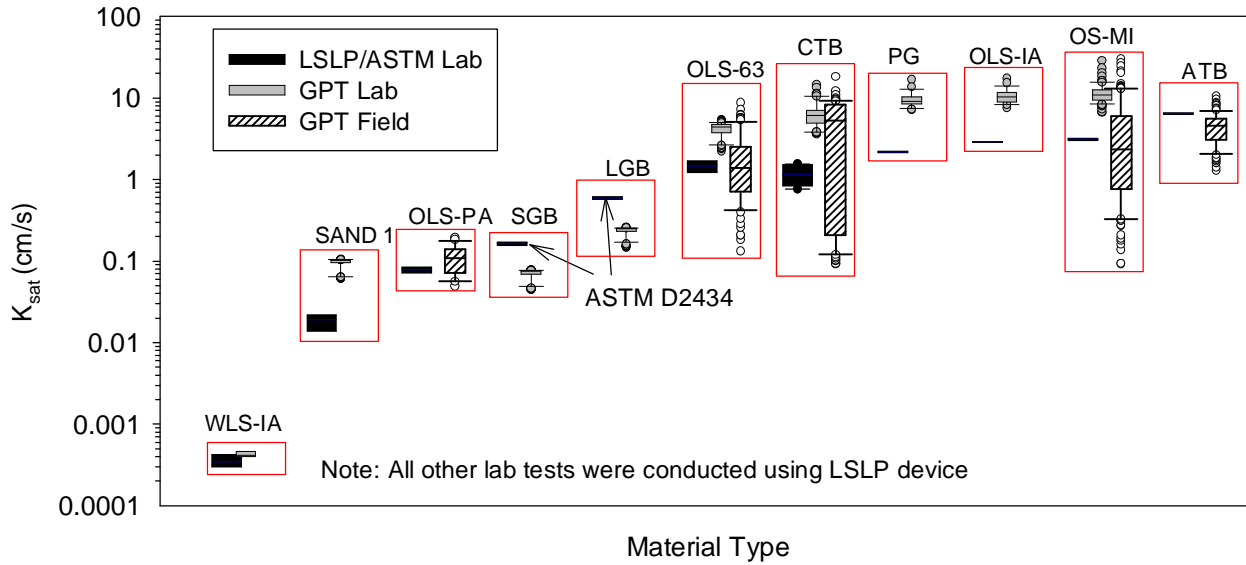 100
10
1
0.1
0.01
0.001
0.0001
K_sat (cm/s)
LSLP/ASTM Lab
GPT Lab
GPT Field
WLS-IA
SAND 1
OLS-PA
SGB
LGB
OLS-63
CTB
PG
OLS-IA
OS-MI
ATB
ASTM D2434
Note: All other lab tests were conducted using LSLP device
Material Type